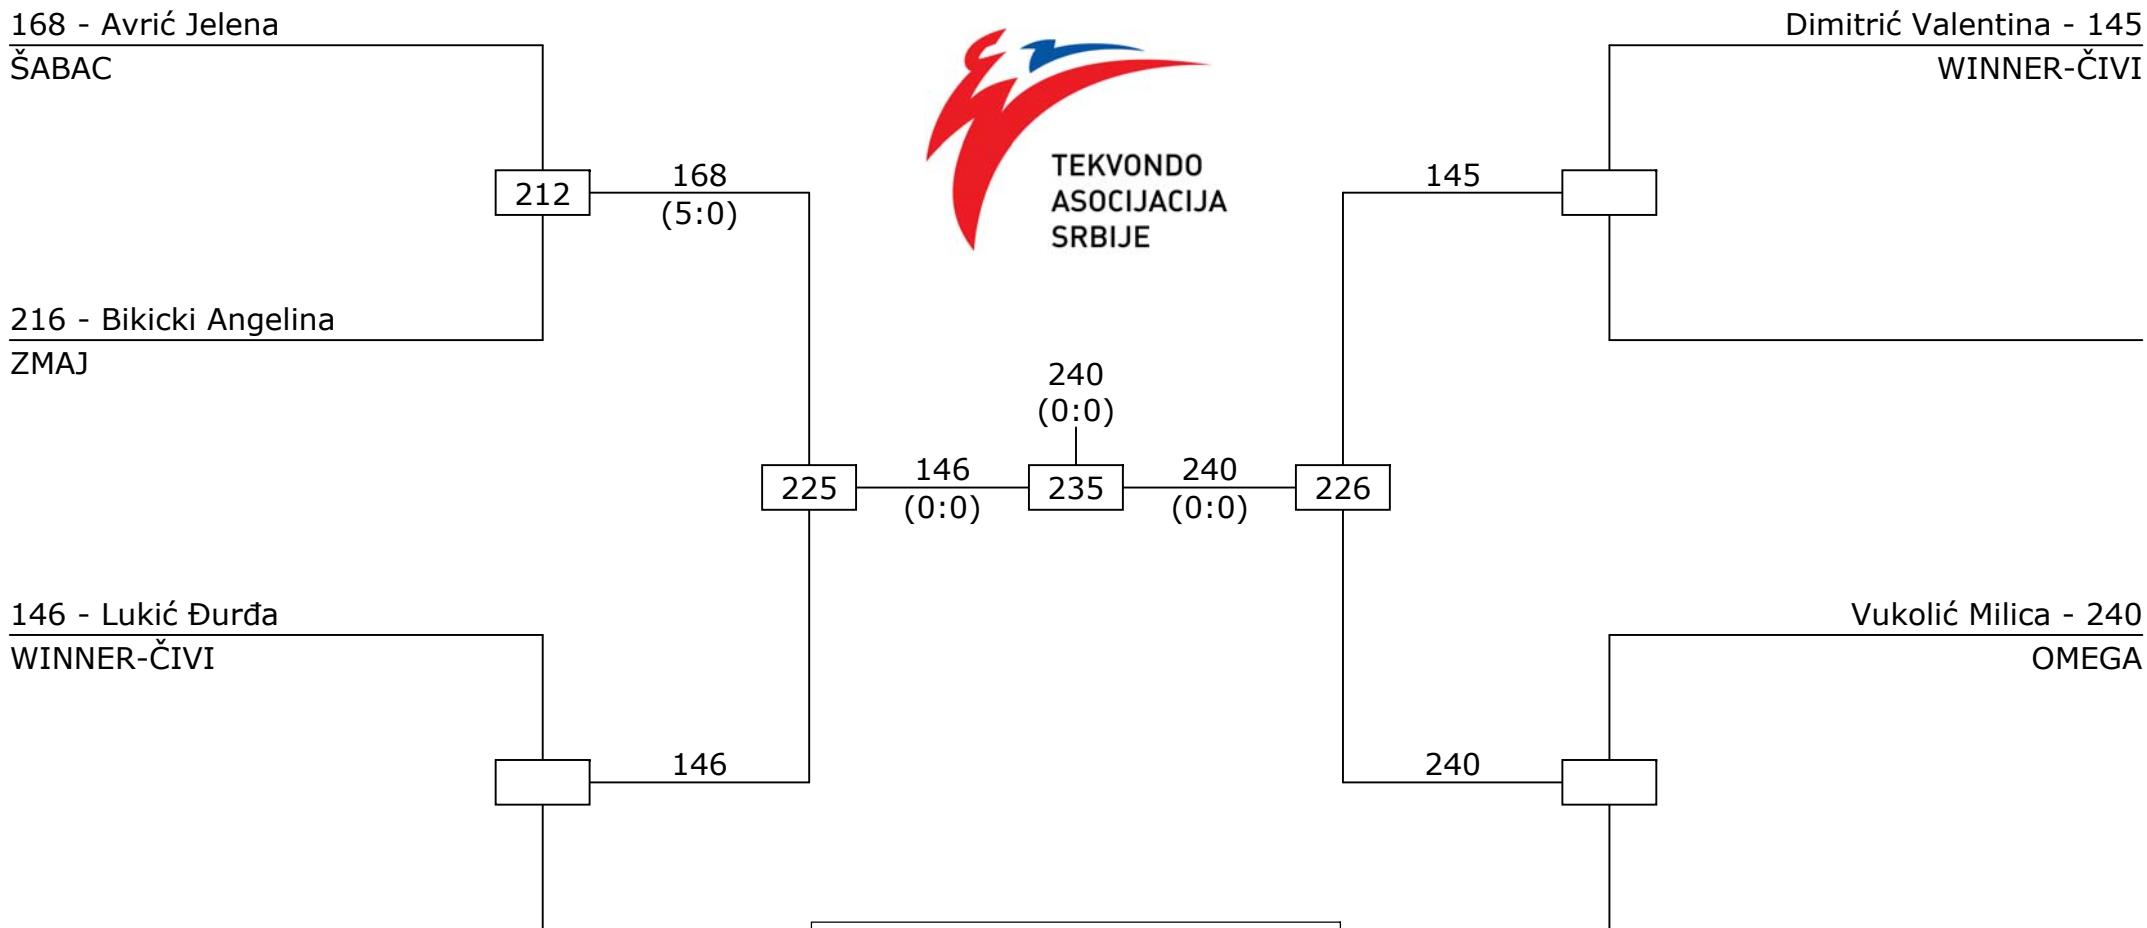 168 - Avrić Jelena
ŠABAC
Dimitrić Valentina - 145
WINNER-ČIVI
TEKVONDO
ASOCIJACIJA
SRBIJE
212
168
(5:0)
145
216 - Bikicki Angelina
ZMAJ
240
(0:0)
225
146
(0:0)
235
240
(0:0)
226
146 - Lukić Đurđa
WINNER-ČIVI
Vukolić Milica - 240
OMEGA
146
240